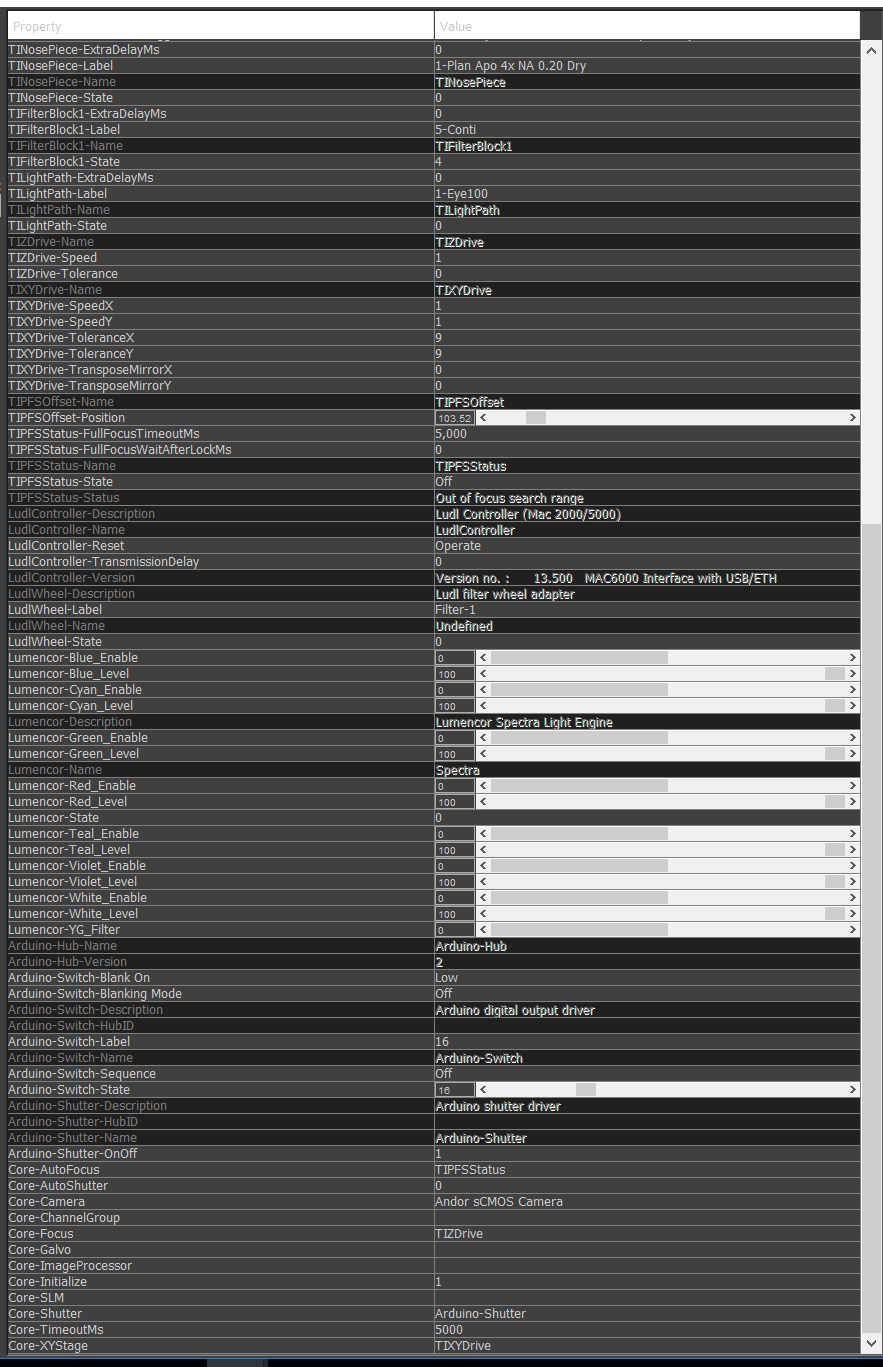 Property Value
TINosePiece-ExtraDelayMs 0
TINosePiece-Label 1-Plan Apo 4x NA 0.20 Dry
TINosePiece-Name TINosePiece
TINosePiece-State 0
TIFilterBlock1-ExtraDelayMs 0
TIFilterBlock1-Label 5-Conti
TIFilterBlock1-Name TIFilterBlock1
TIFilterBlock1-State 4
TILightPath-ExtraDelayMs 0
TILightPath-Label 1-Eye100
TILightPath-Name TILightPath
TILightPath-State 0
TIZDrive-Name TIZDrive
TIZDrive-Speed 1
TIZDrive-Tolerance 0
TIXYDrive-Name TIXYDrive
TIXYDrive-SpeedX 1
TIXYDrive-SpeedY 1
TIXYDrive-ToleranceX 9
TIXYDrive-ToleranceY 9
TIXYDrive-TransposeMirrorX 0
TIXYDrive-TransposeMirrorY 0
TIPFSOffset-Name TIPFSOffset
TIPFSOffset-Position 103.52
TIPFSStatus-FullFocusTimeoutMs 5,000
TIPFSStatus-FullFocusWaitAfterLockMs 0
TIPFSStatus-Name TIPFSStatus
TIPFSStatus-State Off
TIPFSStatus-Status Out of focus search range
LudlController-Description Ludl Controller (Mac 2000/5000)
LudlController-Name LudlController
LudlController-Reset Operate
LudlController-TransmissionDelay 0
LudlController-Version Version no. : 13.500 MAC6000 Interface with USB/ETH
LudlWheel-Description Ludl filter wheel adapter
LudlWheel-Label Filter-1
LudlWheel-Name Undefined
LudlWheel-State 0
Lumencor-Blue_Enable 0
Lumencor-Blue_Level 100
Lumencor-Cyan_Enable 0
Lumencor-Cyan_Level 100
Lumencor-Description Lumencor Spectra Light Engine
Lumencor-Green_Enable 0
Lumencor-Green_Level 100
Lumencor-Name Spectra
Lumencor-Red_Enable 0
Lumencor-Red_Level 100
Lumencor-State 0
Lumencor-Teal_Enable 0
Lumencor-Teal_Level 100
Lumencor-Violet_Enable 0
Lumencor-Violet_Level 100
Lumencor-White_Enable 0
Lumencor-White_Level 100
Lumencor-YG_Filter 0
Arduino-Hub-Name Arduino-Hub
Arduino-Hub-Version 2
Arduino-Switch-Blank On Low
Arduino-Switch-Blanking Mode Off
Arduino-Switch-Description Arduino digital output driver
Arduino-Switch-HubID
Arduino-Switch-Label 16
Arduino-Switch-Name Arduino-Switch
Arduino-Switch-Sequence Off
Arduino-Switch-State 16
Arduino-Shutter-Description Arduino shutter driver
Arduino-Shutter-HubID
Arduino-Shutter-Name Arduino-Shutter
Arduino-Shutter-OnOff 1
Core-AutoFocus TIPFSStatus
Core-AutoShutter 0
Core-Camera Andor sCMOS Camera
Core-ChannelGroup
Core-Focus TIZDrive
Core-Galvo
Core-ImageProcessor
Core-Initialize 1
Core-SLM
Core-Shutter Arduino-Shutter
Core-TimeoutMs 5000
Core-XYStage TIXYDrive